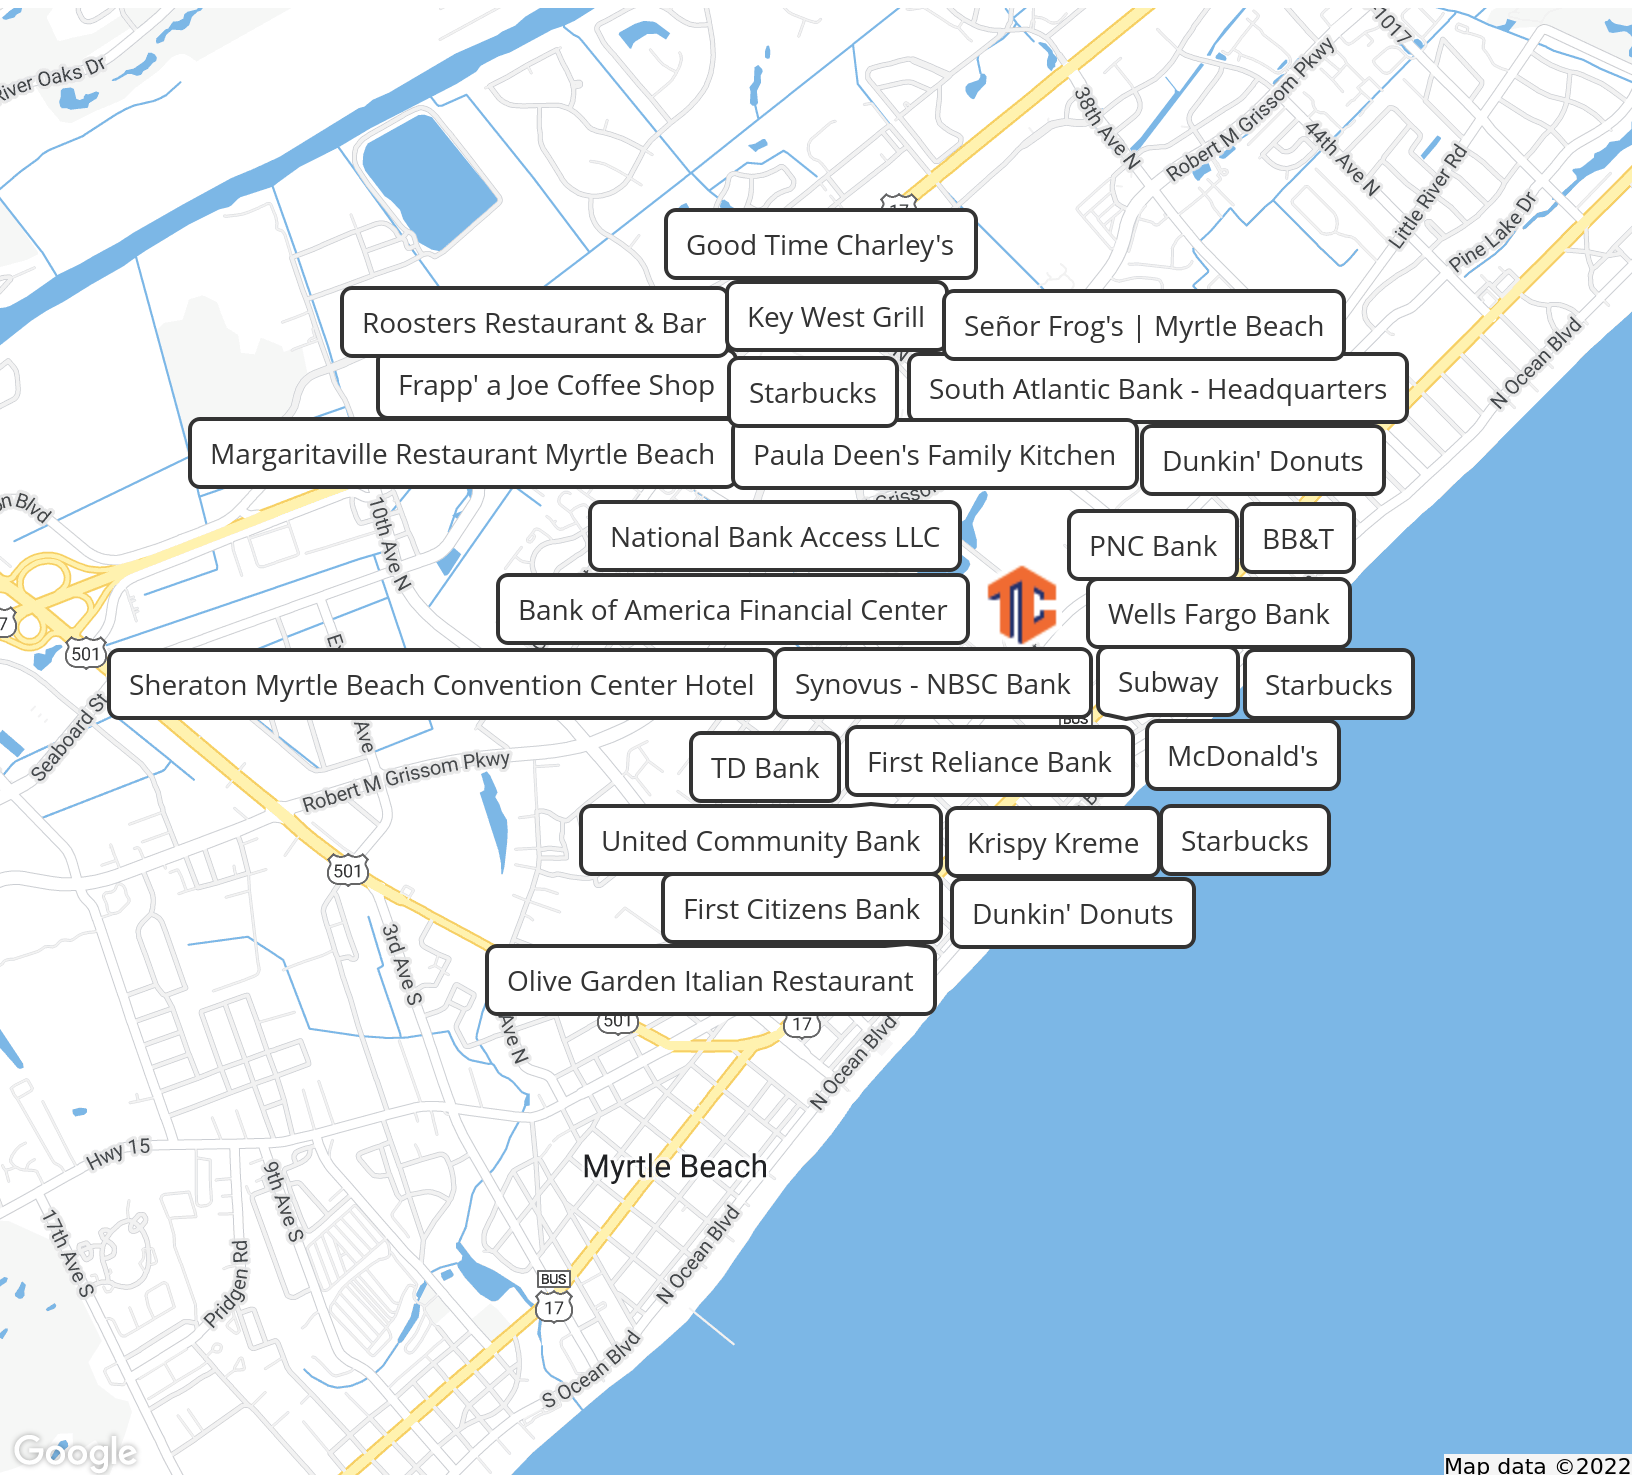 River Oaks Dr
1017
38th Ave N
Robert M Grissom Pkwy
44th Ave N
Little River Rd
Pine Lake Dr
17
Good Time Charley's
Key West Grill
Roosters Restaurant & Bar
Señor Frog's | Myrtle Beach
N Ocean Blvd
Frapp' a Joe Coffee Shop
Starbucks
South Atlantic Bank - Headquarters
Margaritaville Restaurant Myrtle Beach
Paula Deen's Family Kitchen
Dunkin' Donuts
Grisso
n Blvd
10th Ave N
National Bank Access LLC
PNC Bank
BB&T
Bank of America Financial Center
TC
Wells Fargo Bank
7
501
Sheraton Myrtle Beach Convention Center Hotel
Synovus - NBSC Bank
Subway
Starbucks
BUS
Seaboard St
Ave
Robert M Grissom Pkwy
TD Bank
First Reliance Bank
McDonald's
United Community Bank
Krispy Kreme
Starbucks
501
First Citizens Bank
Dunkin' Donuts
3rd Ave S
Olive Garden Italian Restaurant
501
17
Ave N
N Ocean Blvd
Hwy 15
Myrtle Beach
9th Ave S
17th Ave S
Pridgen Rd
N Ocean Blvd
BUS
17
S Ocean Blvd
Google
Map data ©2022